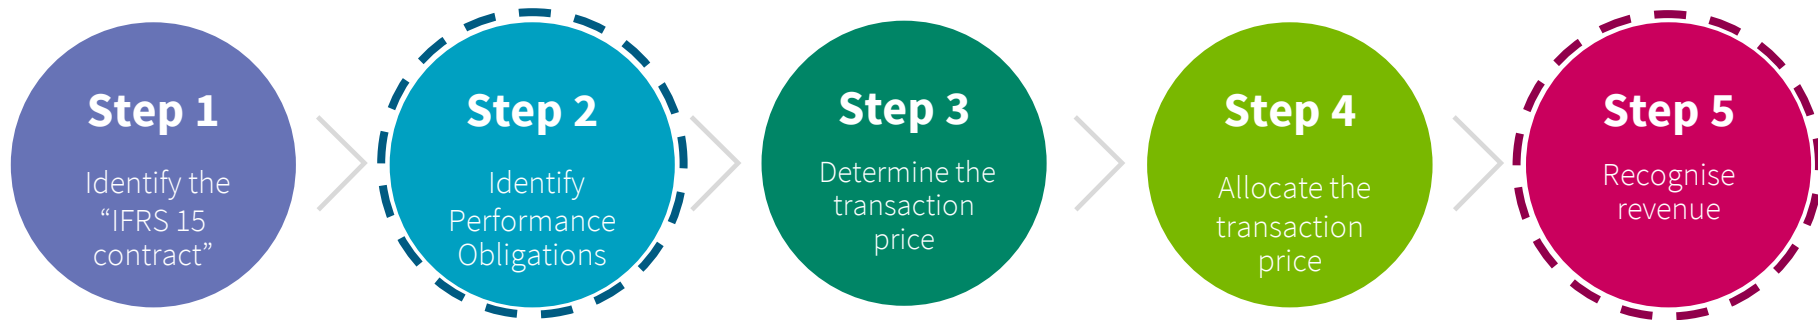 Step 1
Identify the
“IFRS 15
contract”
Step 2
Identify
Performance
Obligations
Step 3
Determine the
transaction
price
Step 4
Allocate the
transaction
price
Step 5
Recognise
revenue